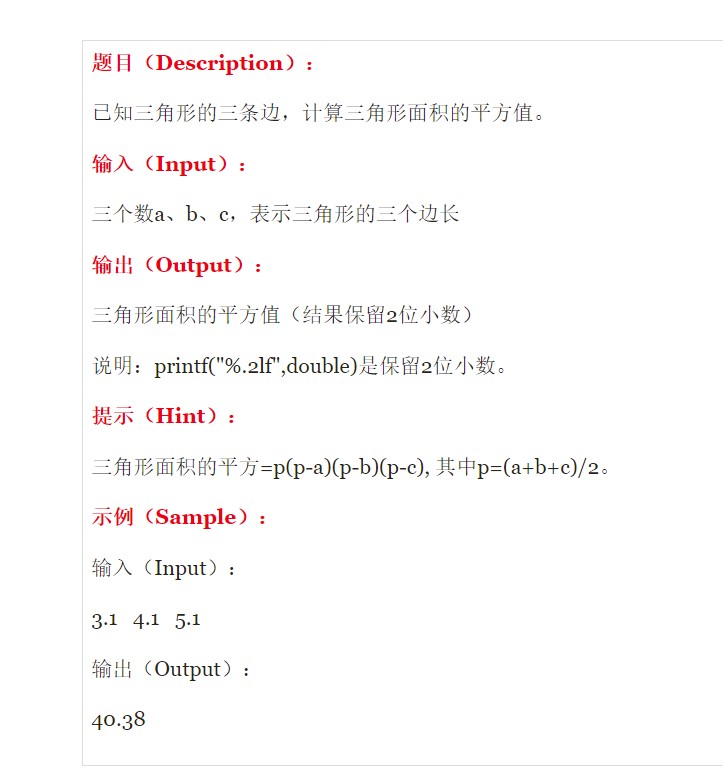 题目（Description）：
已知三角形的三条边，计算三角形面积的平方值。
输入（Input）：
三个数a、b、c，表示三角形的三个边长
输出（Output）：
三角形面积的平方值（结果保留2位小数）
说明：printf("%.2lf",double)是保留2位小数。
提示（Hint）：
三角形面积的平方=p(p-a)(p-b)(p-c), 其中p=(a+b+c)/2。
示例（Sample）：
输入（Input）：
3.1 4.1 5.1
输出（Output）：
40.38